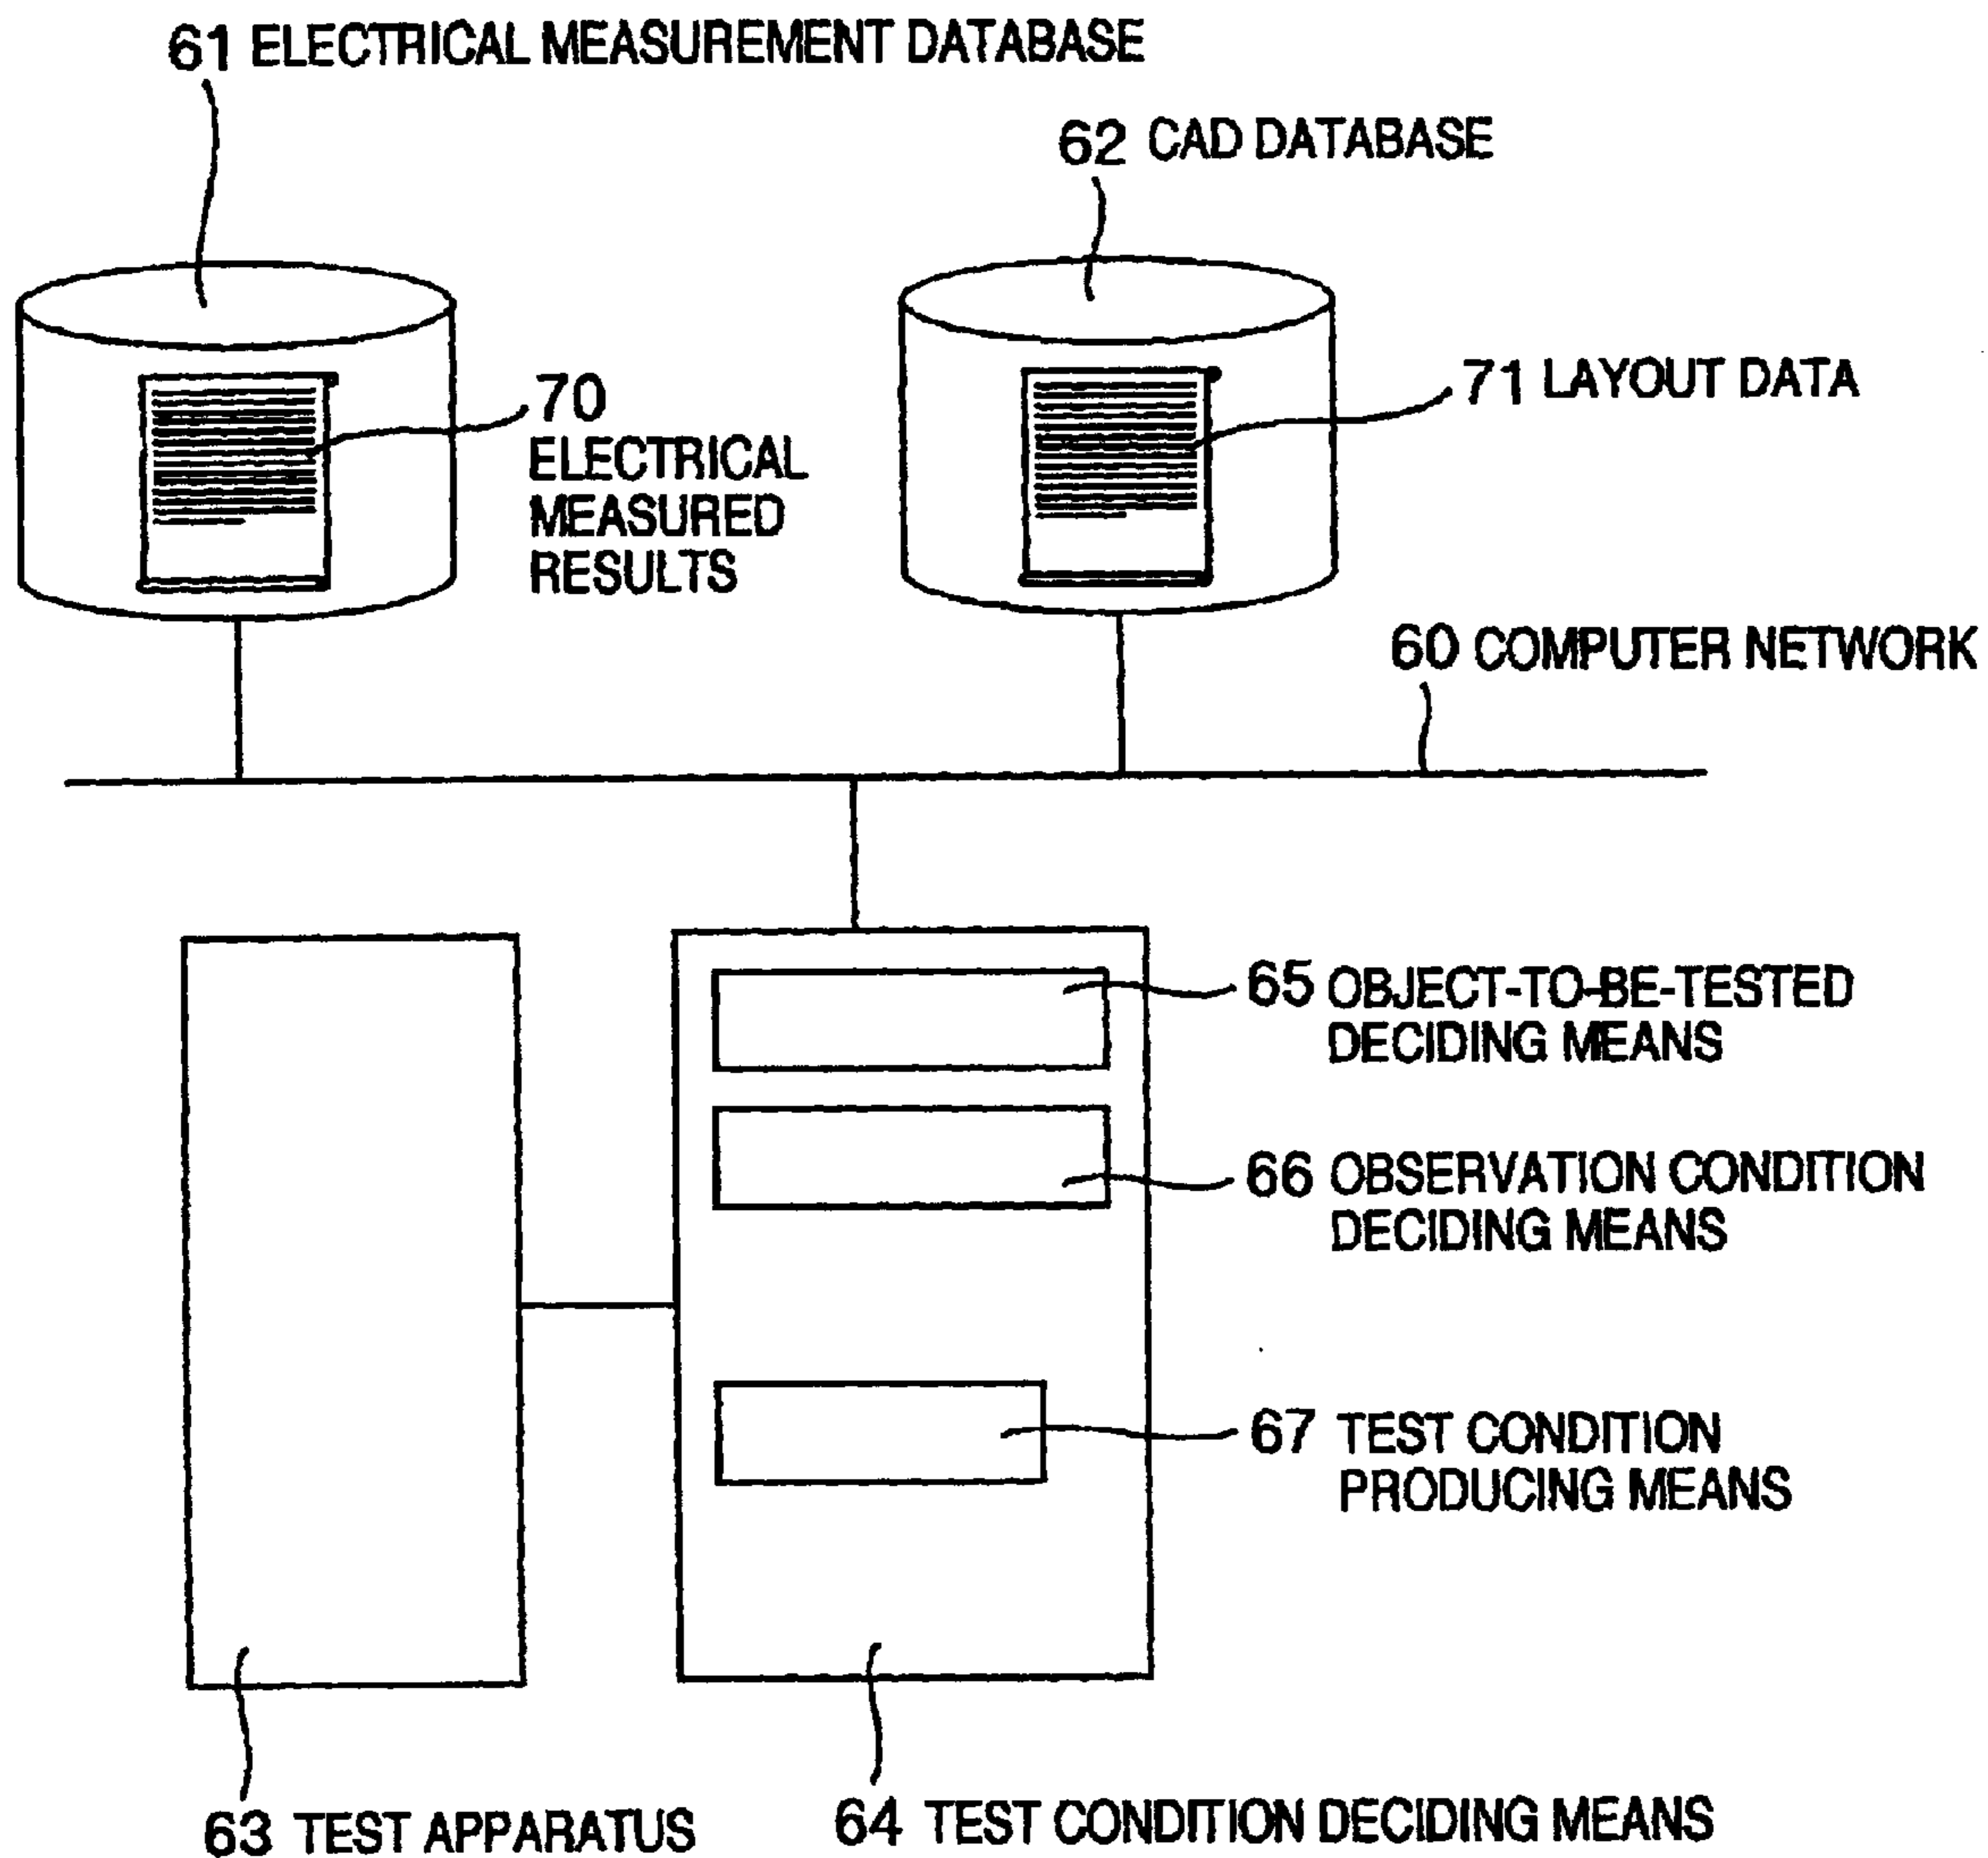 61 ELECTRICAL MEASUREMENT DATABASE
62 CAD DATABASE
70
ELECTRICAL
MEASURED
RESULTS
71 LAYOUT DATA
60 COMPUTER NETWORK
65 OBJECT-TO-BE-TESTED
DECIDING MEANS
66 OBSERVATION CONDITION
DECIDING MEANS
67 TEST CONDITION
PRODUCING MEANS
63 TEST APPARATUS
64 TEST CONDITION DECIDING MEANS